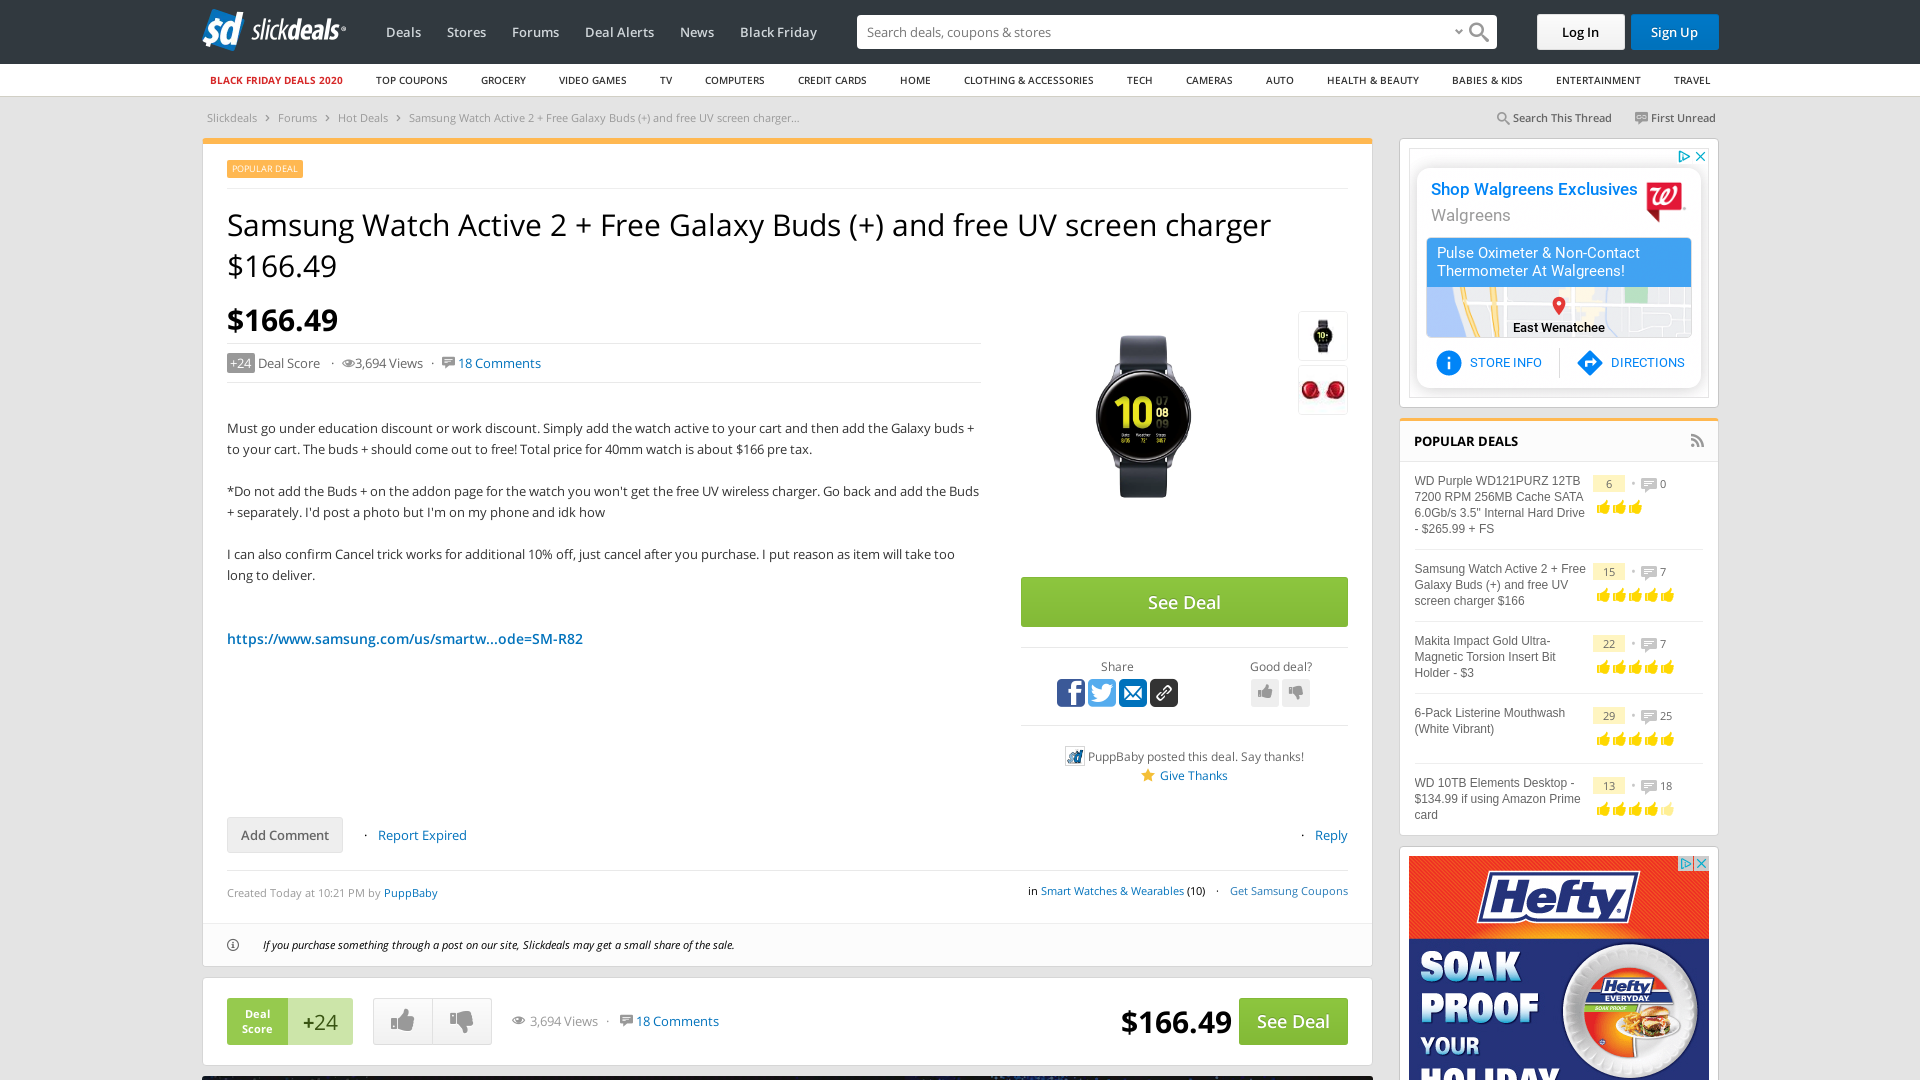 sd slickdeals
Deals
Stores
Forums
Deal Alerts
News
Black Friday
Search deals, coupons & stores
Log In
Sign Up
BLACK FRIDAY DEALS 2020
TOP COUPONS
GROCERY
VIDEO GAMES
TV
COMPUTERS
CREDIT CARDS
HOME
CLOTHING & ACCESSORIES
TECH
CAMERAS
AUTO
HEALTH & BEAUTY
BABIES & KIDS
ENTERTAINMENT
TRAVEL
Slickdeals › Forums › Hot Deals › Samsung Watch Active 2 + Free Galaxy Buds (+) and free UV screen charger...
Search This Thread
First Unread
POPULAR DEAL
Samsung Watch Active 2 + Free Galaxy Buds (+) and free UV screen charger
$166.49
$166.49
+24 Deal Score · 3,694 Views · 18 Comments
Must go under education discount or work discount. Simply add the watch active to your cart and then add the Galaxy buds +
to your cart. The buds + should come out to free! Total price for 40mm watch is about $166 pre tax.
*Do not add the Buds + on the addon page for the watch you won't get the free UV wireless charger. Go back and add the Buds
+ separately. I'd post a photo but I'm on my phone and idk how
I can also confirm Cancel trick works for additional 10% off, just cancel after you purchase. I put reason as item will take too
long to deliver.
https://www.samsung.com/us/smartw...ode=SM-R82
10
07
08
09
See Deal
Share
Good deal?
PuppBaby posted this deal. Say thanks!
Give Thanks
Add Comment
· Report Expired
· Reply
Created Today at 10:21 PM by PuppBaby
in Smart Watches & Wearables (10) · Get Samsung Coupons
If you purchase something through a post on our site, Slickdeals may get a small share of the sale.
Deal
Score
+24
3,694 Views · 18 Comments
$166.49
See Deal
Shop Walgreens Exclusives
Walgreens
W
Pulse Oximeter & Non-Contact
Thermometer At Walgreens!
East Wenatchee
STORE INFO
DIRECTIONS
POPULAR DEALS
WD Purple WD121PURZ 12TB
7200 RPM 256MB Cache SATA
6.0Gb/s 3.5" Internal Hard Drive
- $265.99 + FS
6 • 0
Samsung Watch Active 2 + Free
Galaxy Buds (+) and free UV
screen charger $166
15 • 7
Makita Impact Gold Ultra-
Magnetic Torsion Insert Bit
Holder - $3
22 • 7
6-Pack Listerine Mouthwash
(White Vibrant)
29 • 25
WD 10TB Elements Desktop -
$134.99 if using Amazon Prime
card
13 • 18
Hefty
SOAK
PROOF
YOUR
HOLIDAY
Hefty
EVERYDAY
SOAK PROOF